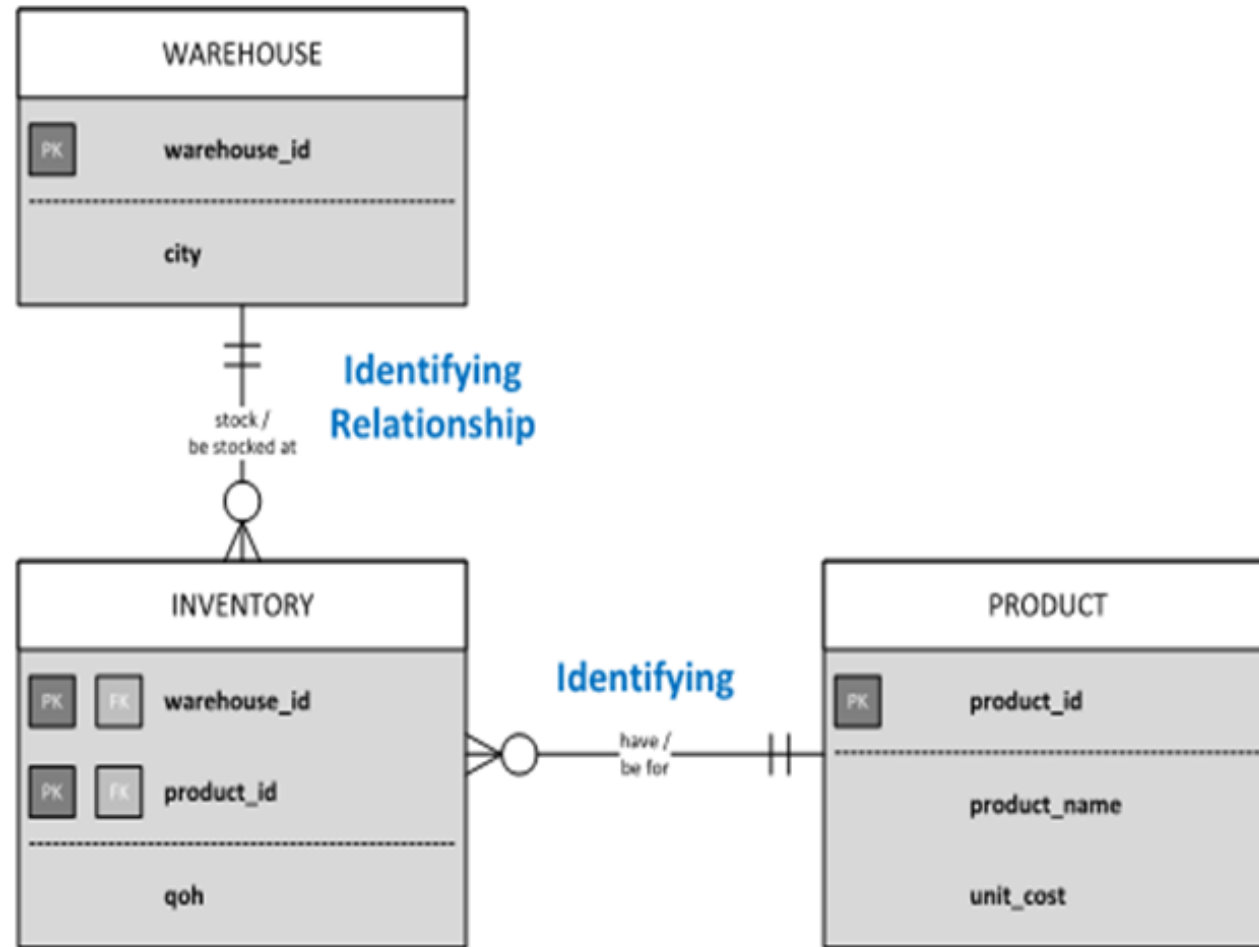 WAREHOUSE
PK warehouse_id
city
Identifying
Relationship
stock /
be stocked at
INVENTORY
PK FK warehouse_id
PK FK product_id
qoh
Identifying
have /
be for
PRODUCT
PK product_id
product_name
unit_cost